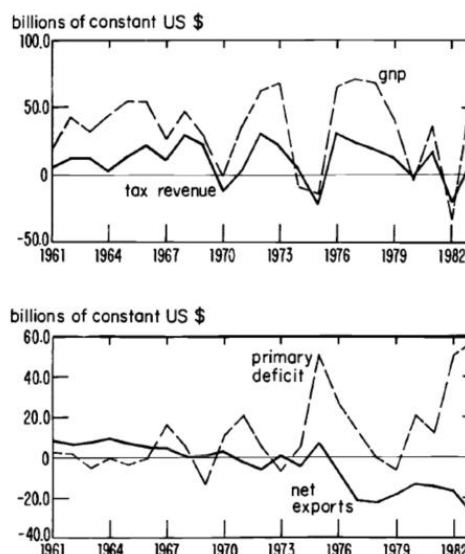 billions of constant US $
100.0
gnp
50.0
0
tax revenue
-50.0
1961 1964 1967 1970 1973 1976 1979 1982
billions of constant US $
60.0
primary
deficit
40.0
20.0
0
-20.0
net
exports
-40.0
1961 1964 1967 1970 1973 1976 1979 1982